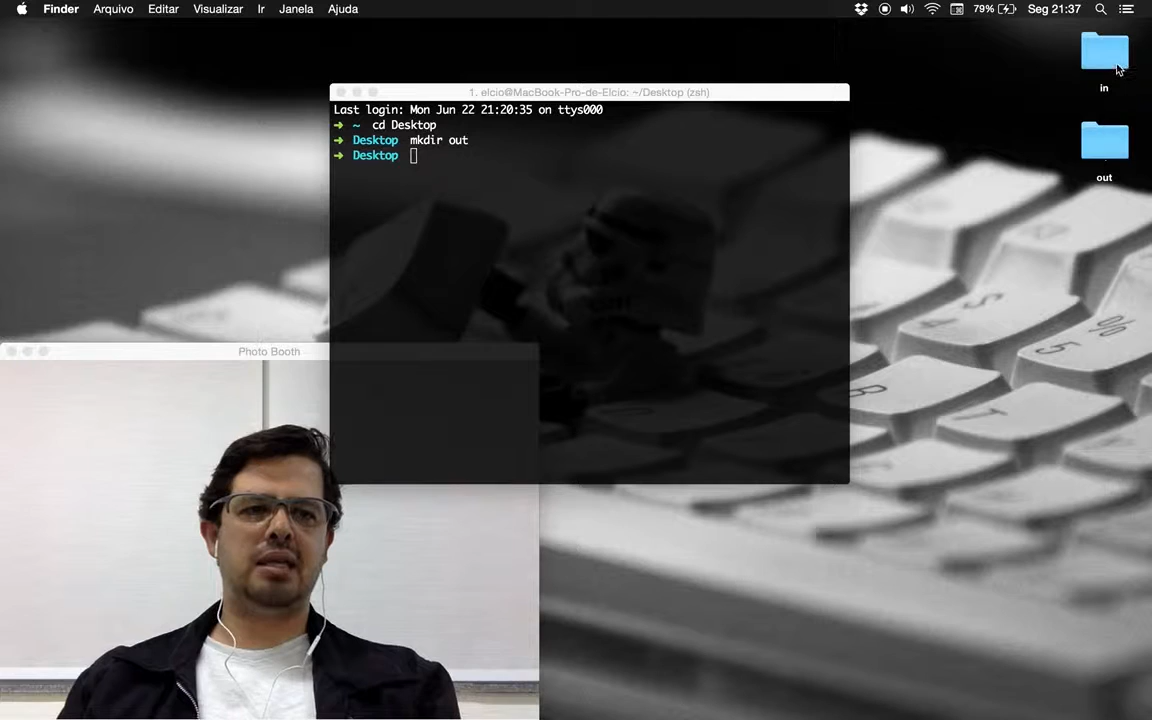 Finder Arquivo Editar Visualizar Ir Janela Ajuda 79% Seg 21:37
in
out
1. elcio@MacBook-Pro-de-Elcio: ~/Desktop (zsh)
Last login: Mon Jun 22 21:20:35 on ttys000
➜ ~ cd Desktop
➜ Desktop mkdir out
➜ Desktop
Photo Booth
S
4
%
5
R
T